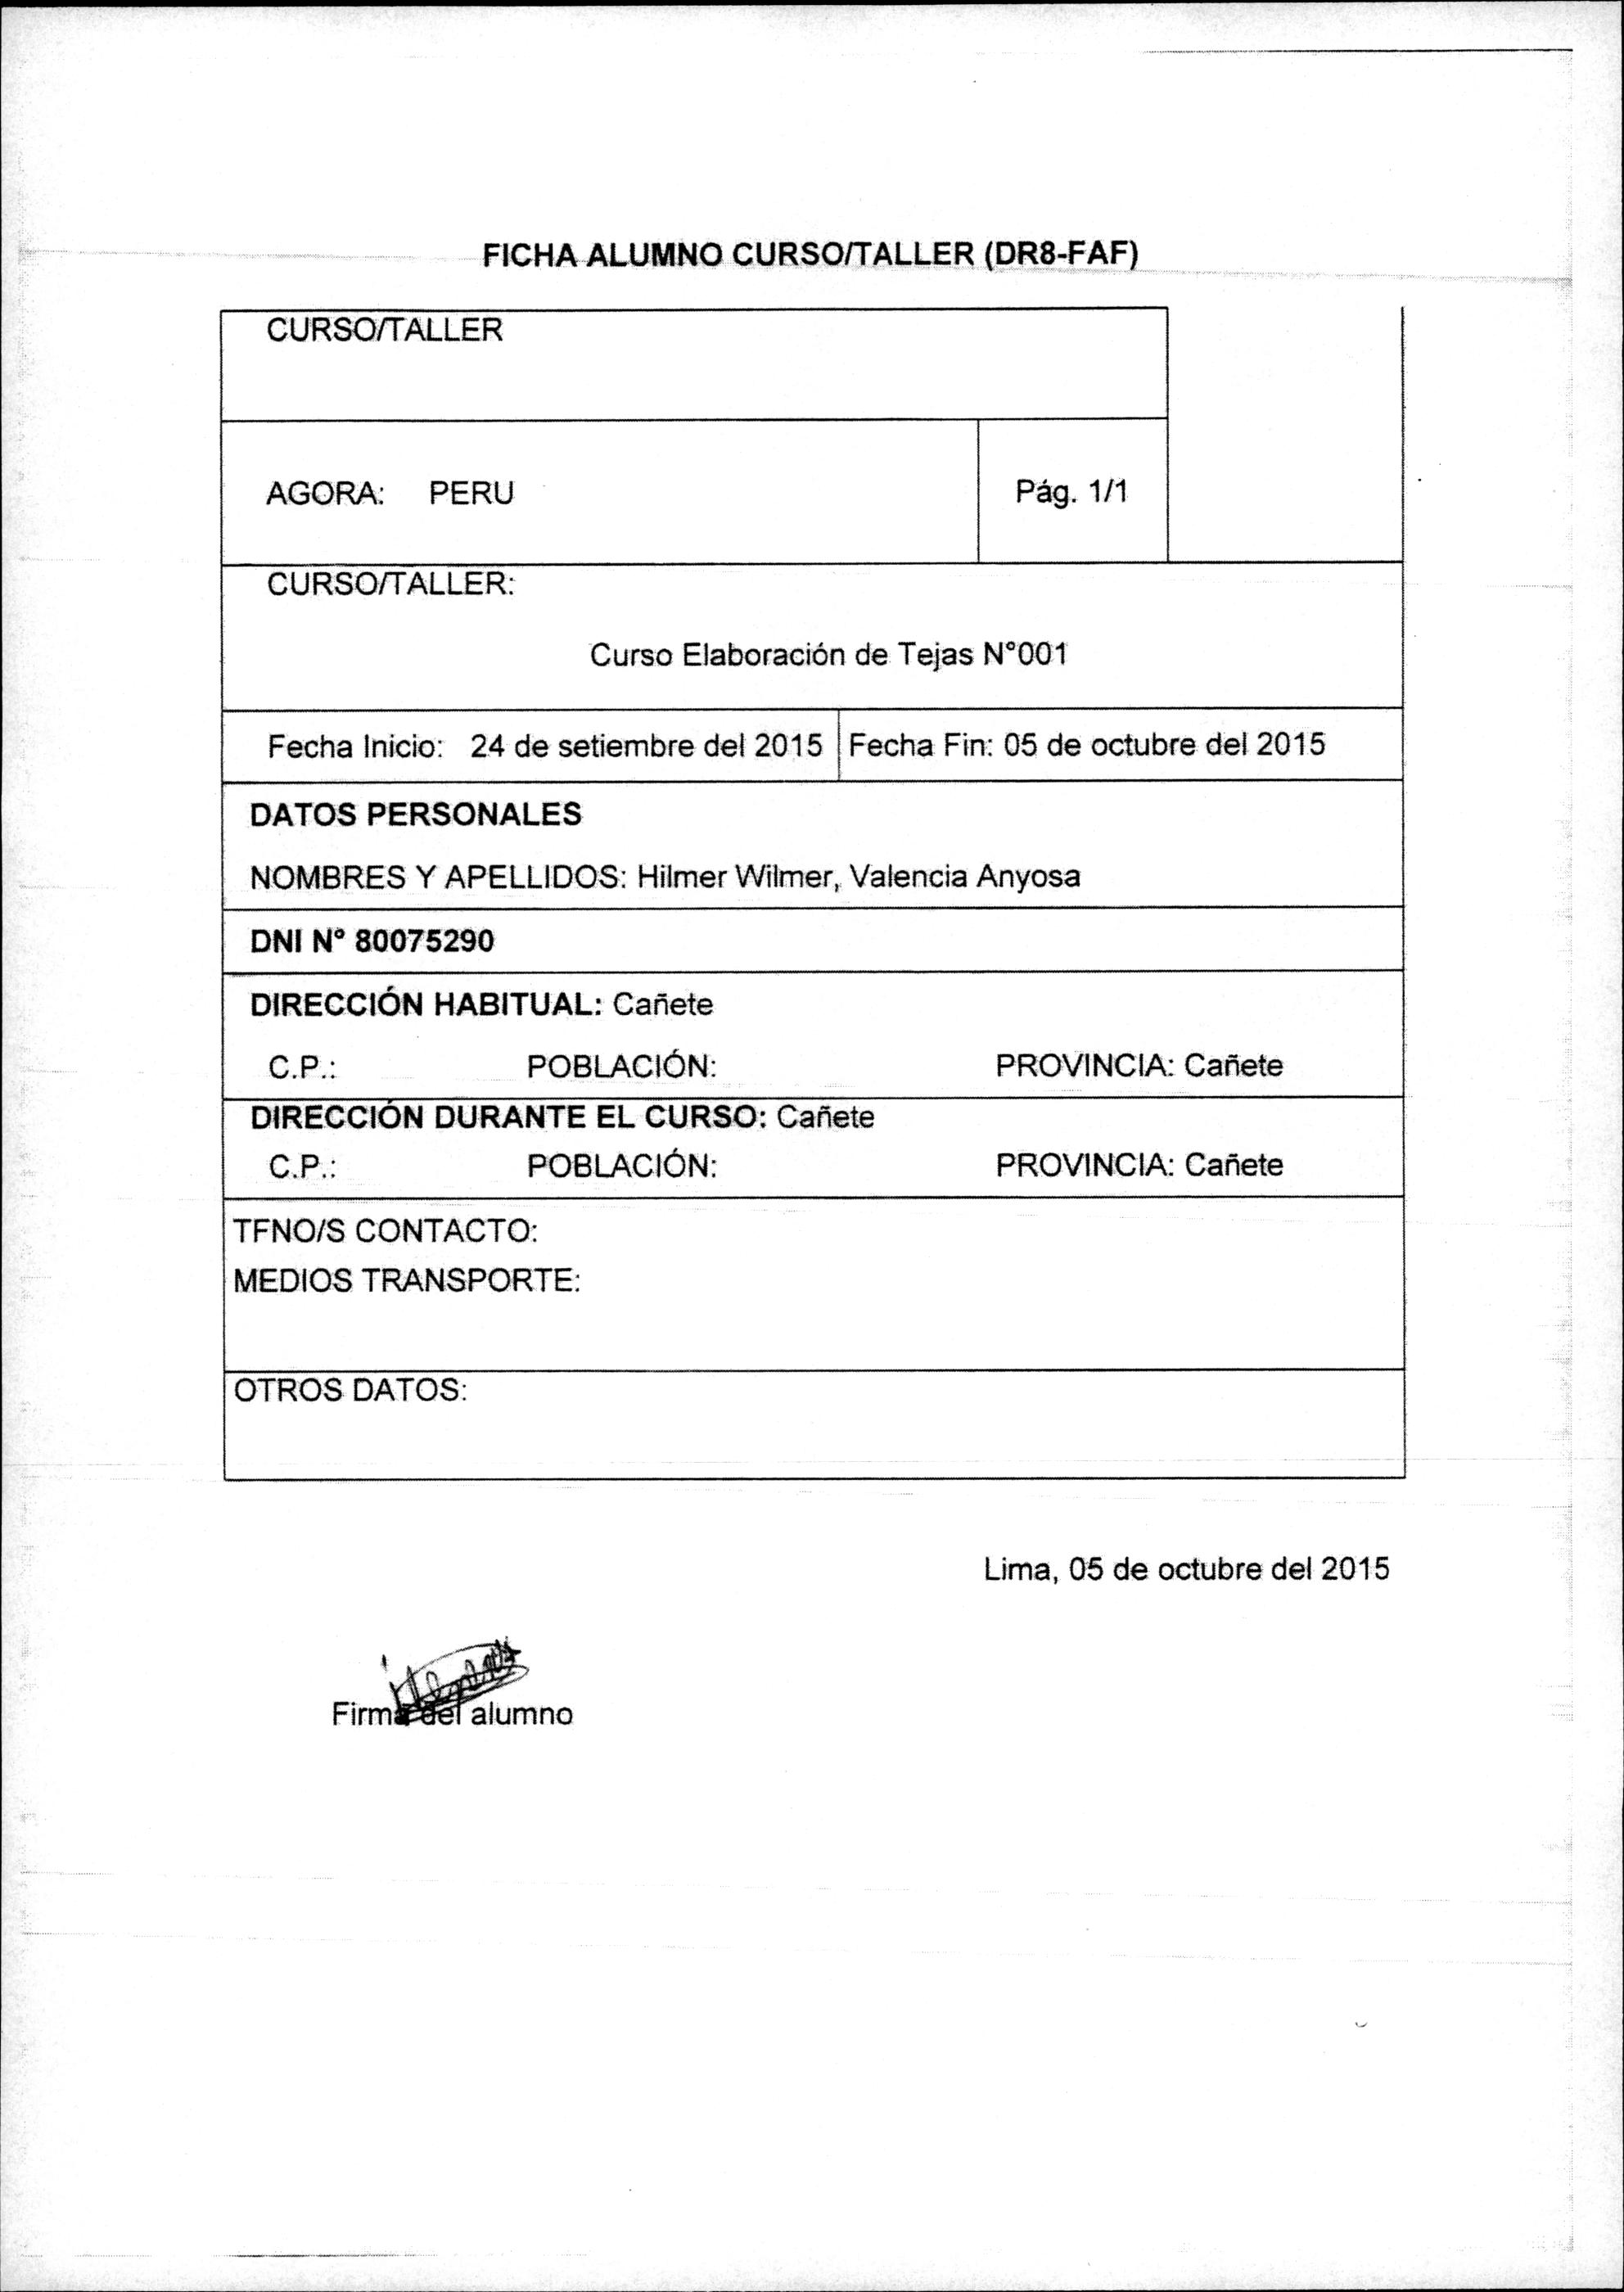 FICHA ALUMNO CURSO/TALLER (DR8-FAF)
CURSO/TALLER
AGORA: PERU
Pág. 1/1
CURSO/TALLER:
Curso Elaboración de Tejas N°001
Fecha Inicio: 24 de setiembre del 2015
Fecha Fin: 05 de octubre del 2015
DATOS PERSONALES
NOMBRES Y APELLIDOS: Hilmer Wilmer, Valencia Anyosa
DNI Nº 80075290
DIRECCIÓN HABITUAL: Cañete
C.P.: POBLACIÓN: PROVINCIA: Cañete
DIRECCIÓN DURANTE EL CURSO: Cañete
C.P.: POBLACIÓN: PROVINCIA: Cañete
TFNO/S CONTACTO:
MEDIOS TRANSPORTE:
OTROS DATOS:
Lima, 05 de octubre del 2015
Firma del alumno